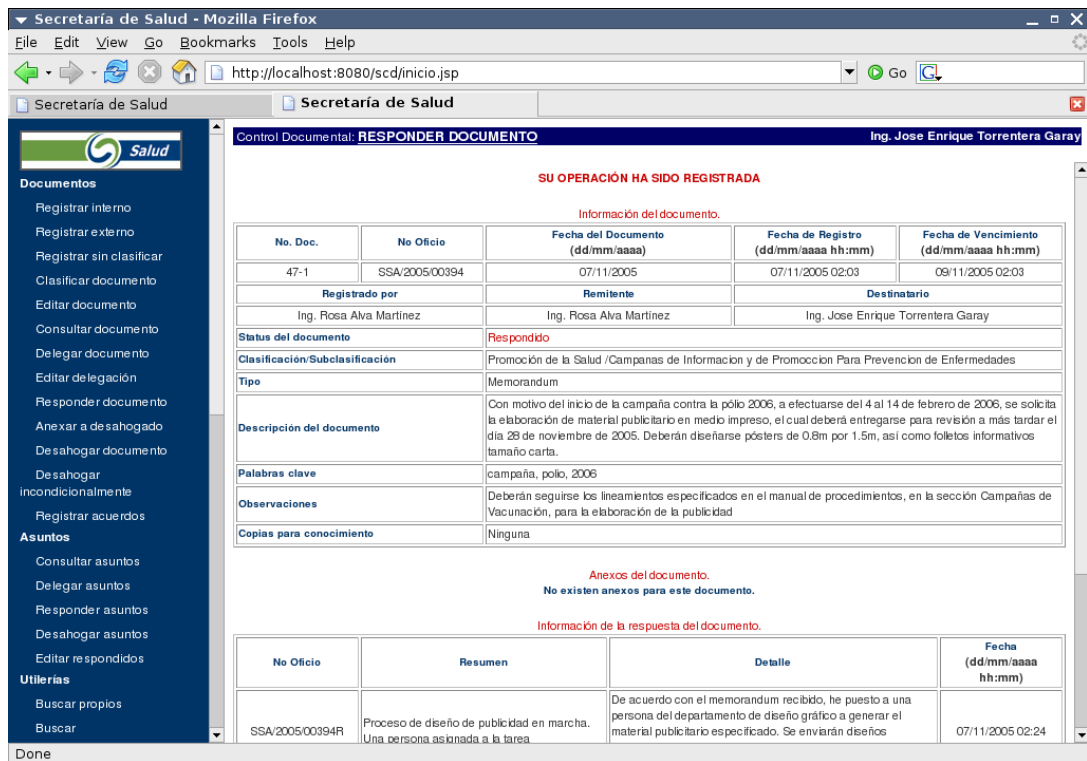 Secretaría de Salud - Mozilla Firefox
File Edit View Go Bookmarks Tools Help
http://localhost:8080/scd/inicio.jsp Go
Secretaría de Salud
Secretaría de Salud
Salud
Documentos
Registrar interno
Registrar externo
Registrar sin clasificar
Clasificar documento
Editar documento
Consultar documento
Delegar documento
Editar delegación
Responder documento
Anexar a desahogado
Desahogar documento
Desahogar
incondicionalmente
Registrar acuerdos
Asuntos
Consultar asuntos
Delegar asuntos
Responder asuntos
Desahogar asuntos
Editar respondidos
Utilerías
Buscar propios
Buscar
Control Documental: RESPONDER DOCUMENTO Ing. Jose Enrique Torrentera Garay
SU OPERACIÓN HA SIDO REGISTRADA
Información del documento.
No. Doc.
No Oficio
Fecha del Documento
(dd/mm/aaaa)
Fecha de Registro
(dd/mm/aaaa hh:mm)
Fecha de Vencimiento
(dd/mm/aaaa hh:mm)
47-1 SSA/2005/00394 07/11/2005 07/11/2005 02:03 09/11/2005 02:03
Registrado por Remitente Destinatario
Ing. Rosa Alva Martínez Ing. Rosa Alva Martínez Ing. Jose Enrique Torrentera Garay
Status del documento Respondido
Clasificación/Subclasificación Promoción de la Salud /Campanas de Informacion y de Promoccion Para Prevencion de Enfermedades
Tipo Memorandum
Descripción del documento
Con motivo del inicio de la campaña contra la pólio 2006, a efectuarse del 4 al 14 de febrero de 2006, se solicita
la elaboración de material publicitario en medio impreso, el cual deberá entregarse para revisión a más tardar el
día 28 de noviembre de 2005. Deberán diseñarse pósters de 0.8m por 1.5m, así como folletos informativos
tamaño carta.
Palabras clave campaña, polio, 2006
Observaciones
Deberán seguirse los lineamientos especificados en el manual de procedimientos, en la sección Campañas de
Vacunación, para la elaboración de la publicidad
Copias para conocimiento Ninguna
Anexos del documento.
No existen anexos para este documento.
Información de la respuesta del documento.
No Oficio
Resumen
Detalle
Fecha
(dd/mm/aaaa
hh:mm)
SSA/2005/00394R
Proceso de diseño de publicidad en marcha.
Una persona asignada a la tarea
De acuerdo con el memorandum recibido, he puesto a una
persona del departamento de diseño gráfico a generar el
material publicitario especificado. Se enviarán diseños
07/11/2005 02:24
Done